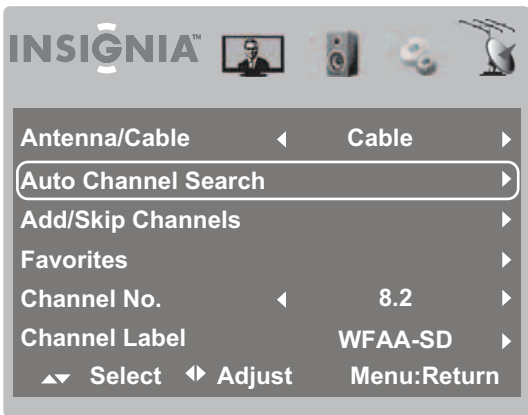 INSIGNIA™
Antenna/Cable Cable
Auto Channel Search
Add/Skip Channels
Favorites
Channel No. 8.2
Channel Label WFAA-SD
Select Adjust Menu:Return